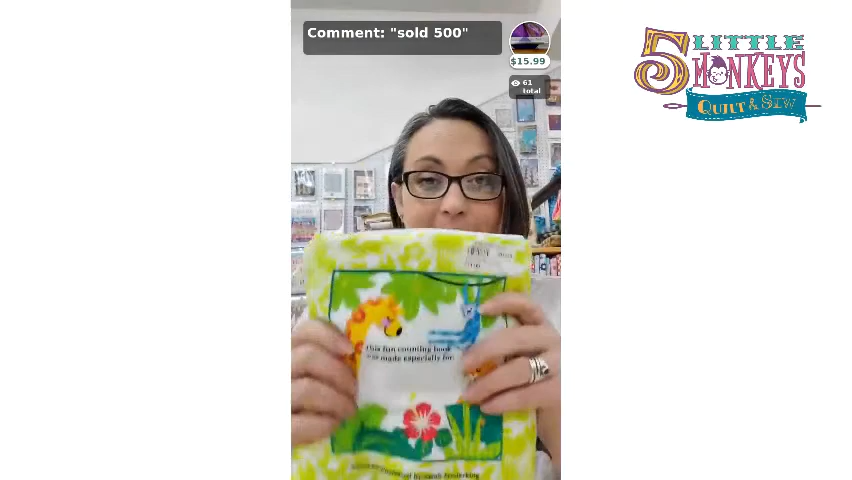 Comment: "sold 500"
$15.99
61
total
5 LITTLE
MONKEYS
QUILT & SEW
this fun counting book
was made especially for: